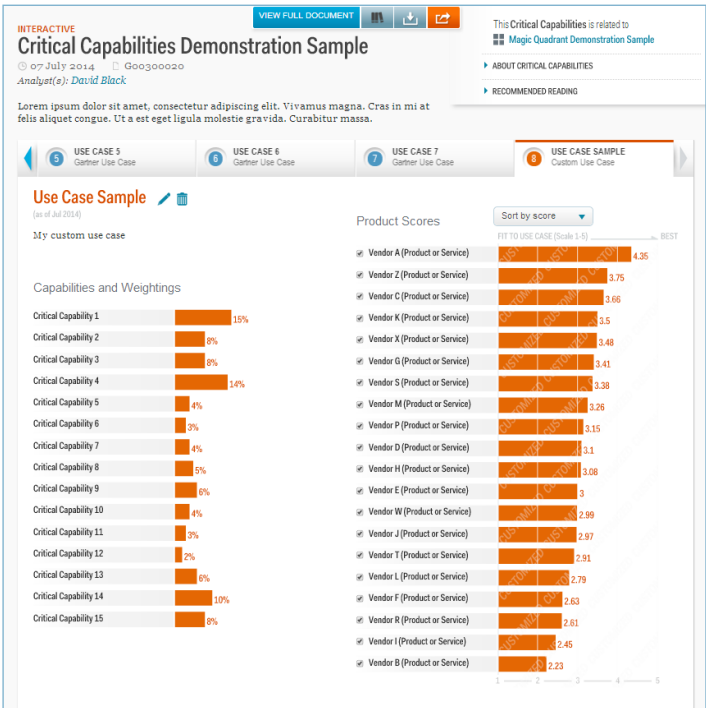 VIEW FULL DOCUMENT
INTERACTIVE
Critical Capabilities Demonstration Sample
07 July 2014 G00300020
Analyst(s): David Black
This Critical Capabilities is related to
Magic Quadrant Demonstration Sample
ABOUT CRITICAL CAPABILITIES
RECOMMENDED READING
Lorem ipsum dolor sit amet, consectetur adipiscing elit. Vivamus magna. Cras in mi at
felis aliquet congue. Ut a est eget ligula molestie gravida. Curabitur massa.
5 USE CASE 5
Gartner Use Case
6 USE CASE 6
Gartner Use Case
7 USE CASE 7
Gartner Use Case
8 USE CASE SAMPLE
Custom Use Case
Use Case Sample
(as of Jul 2014)
My custom use case
Capabilities and Weightings
Critical Capability 1 15%
Critical Capability 2 8%
Critical Capability 3 8%
Critical Capability 4 14%
Critical Capability 5 4%
Critical Capability 6 3%
Critical Capability 7 4%
Critical Capability 8 5%
Critical Capability 9 6%
Critical Capability 10 4%
Critical Capability 11 3%
Critical Capability 12 2%
Critical Capability 13 6%
Critical Capability 14 10%
Critical Capability 15 8%
Product Scores
Sort by score
FIT TO USE CASE (Scale 1-5) BEST
Vendor A (Product or Service) 4.35
Vendor Z (Product or Service) 3.75
Vendor C (Product or Service) 3.66
Vendor K (Product or Service) 3.5
Vendor X (Product or Service) 3.48
Vendor G (Product or Service) 3.41
Vendor S (Product or Service) 3.38
Vendor M (Product or Service) 3.26
Vendor P (Product or Service) 3.15
Vendor D (Product or Service) 3.1
Vendor H (Product or Service) 3.08
Vendor E (Product or Service) 3
Vendor W (Product or Service) 2.99
Vendor J (Product or Service) 2.97
Vendor T (Product or Service) 2.91
Vendor L (Product or Service) 2.79
Vendor F (Product or Service) 2.63
Vendor R (Product or Service) 2.61
Vendor I (Product or Service) 2.45
Vendor B (Product or Service) 2.23
CUSTOMIZED CUSTOMIZED
1 2 3 4 5